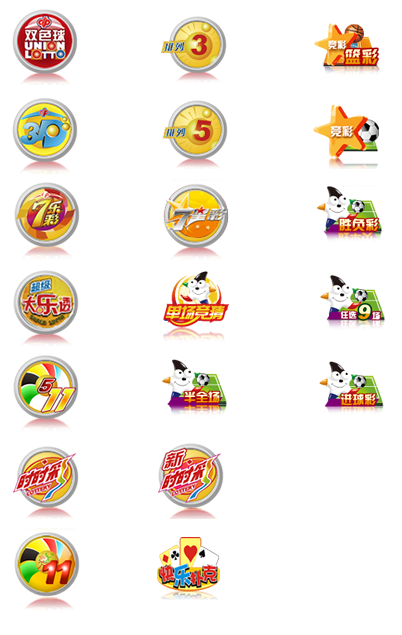 双色球
UNION
LOTTO
排列3
竞彩
篮彩
3D
排列5
竞彩
7乐彩
7星彩
胜负彩
超级
大乐透
单场竞猜
任选9场
5
11
半全场
进球彩
时时彩
LOTTERY
新
时时彩
11
快乐扑克